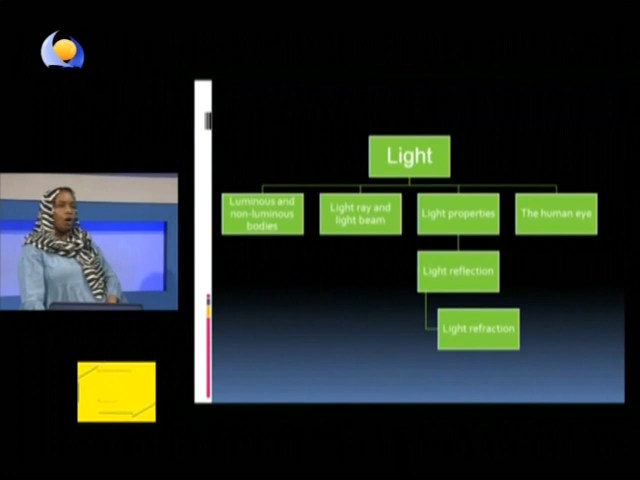 Light
Luminous and
non-luminous
bodies
Light ray and
light beam
Light properties
The human eye
Light reflection
Light refraction